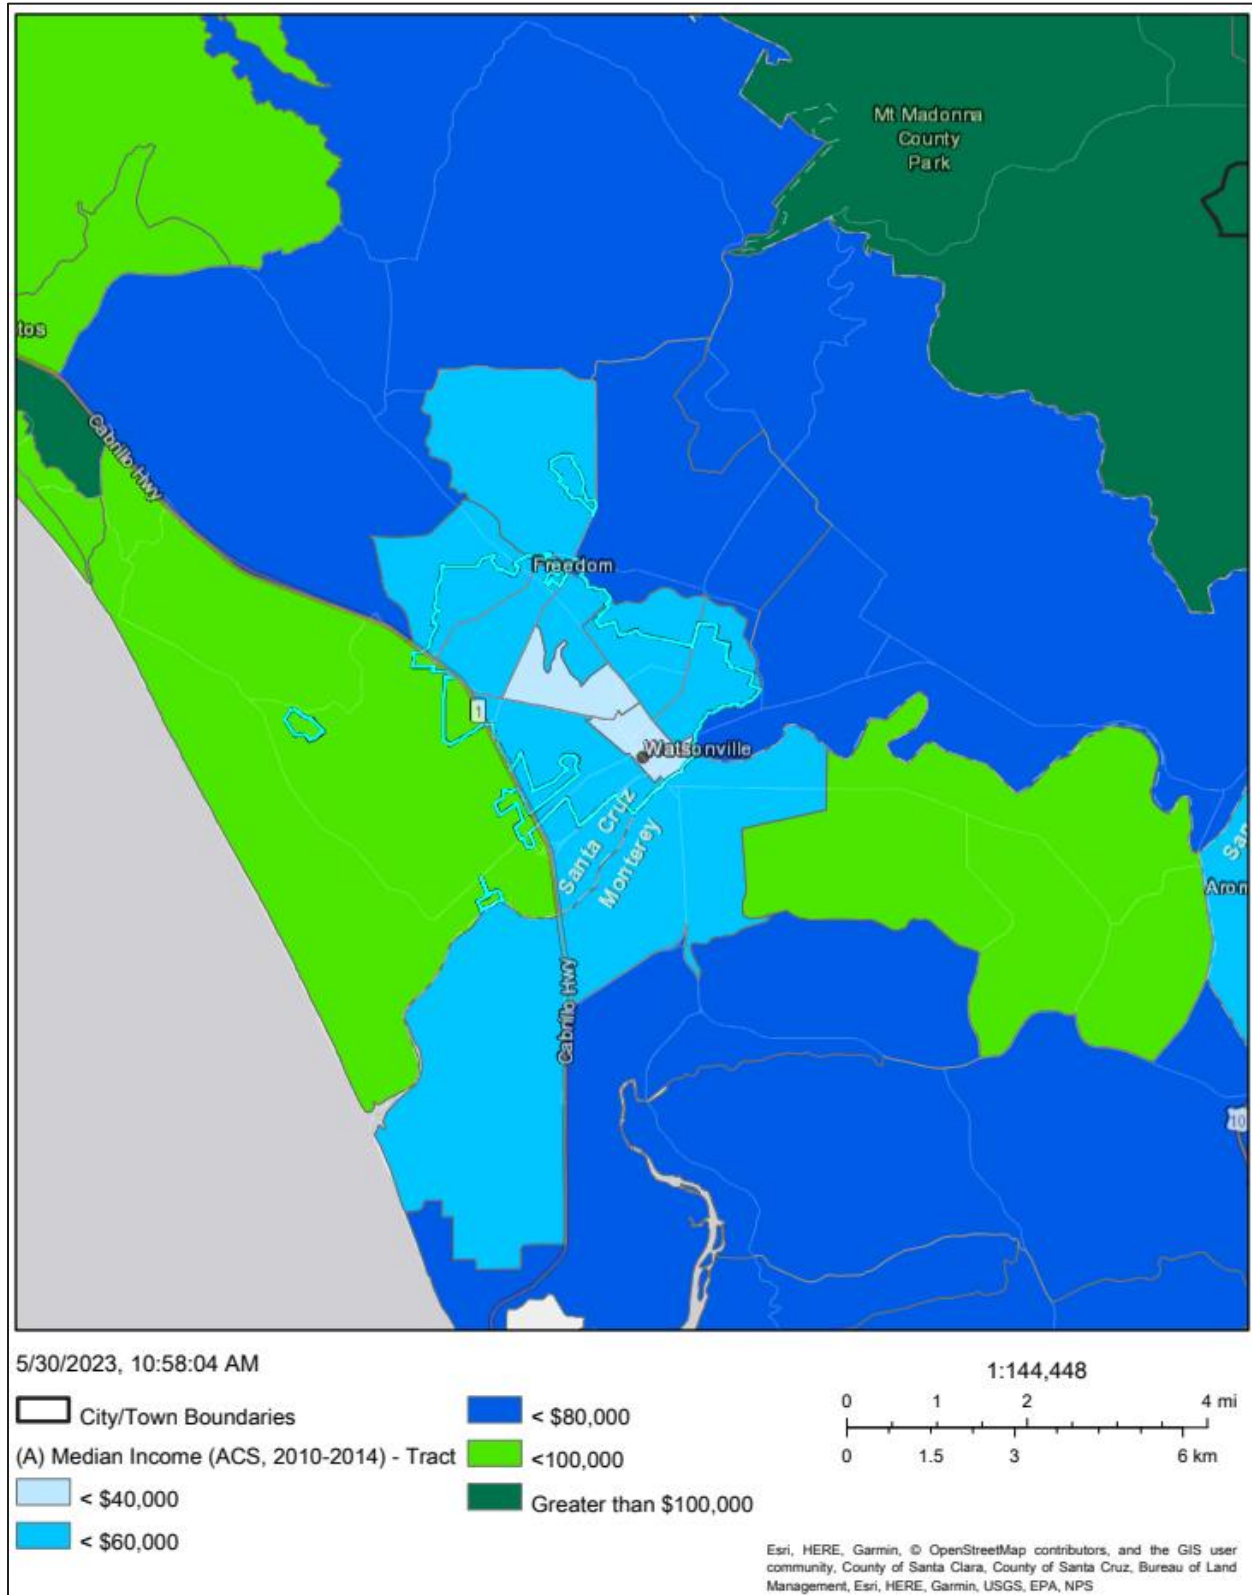 Mt Madonna
County
Park
tos
Cabrillo Hwy
Freedom
1
Watsonville
Santa Cruz
Monterey
San
Arom
Cabrillo Hwy
10
5/30/2023, 10:58:04 AM
City/Town Boundaries
(A) Median Income (ACS, 2010-2014) - Tract
< $40,000
< $60,000
< $80,000
<100,000
Greater than $100,000
1:144,448
0 1 2 4 mi
0 1.5 3 6 km
Esri, HERE, Garmin, © OpenStreetMap contributors, and the GIS user
community, County of Santa Clara, County of Santa Cruz, Bureau of Land
Management, Esri, HERE, Garmin, USGS, EPA, NPS